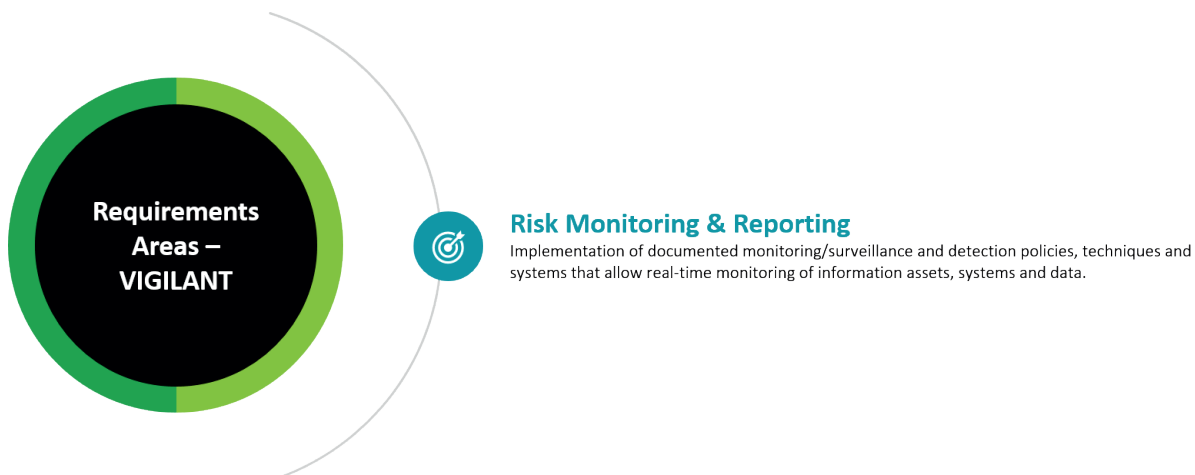 Requirements
Areas –
VIGILANT
Risk Monitoring & Reporting
Implementation of documented monitoring/surveillance and detection policies, techniques and
systems that allow real-time monitoring of information assets, systems and data.